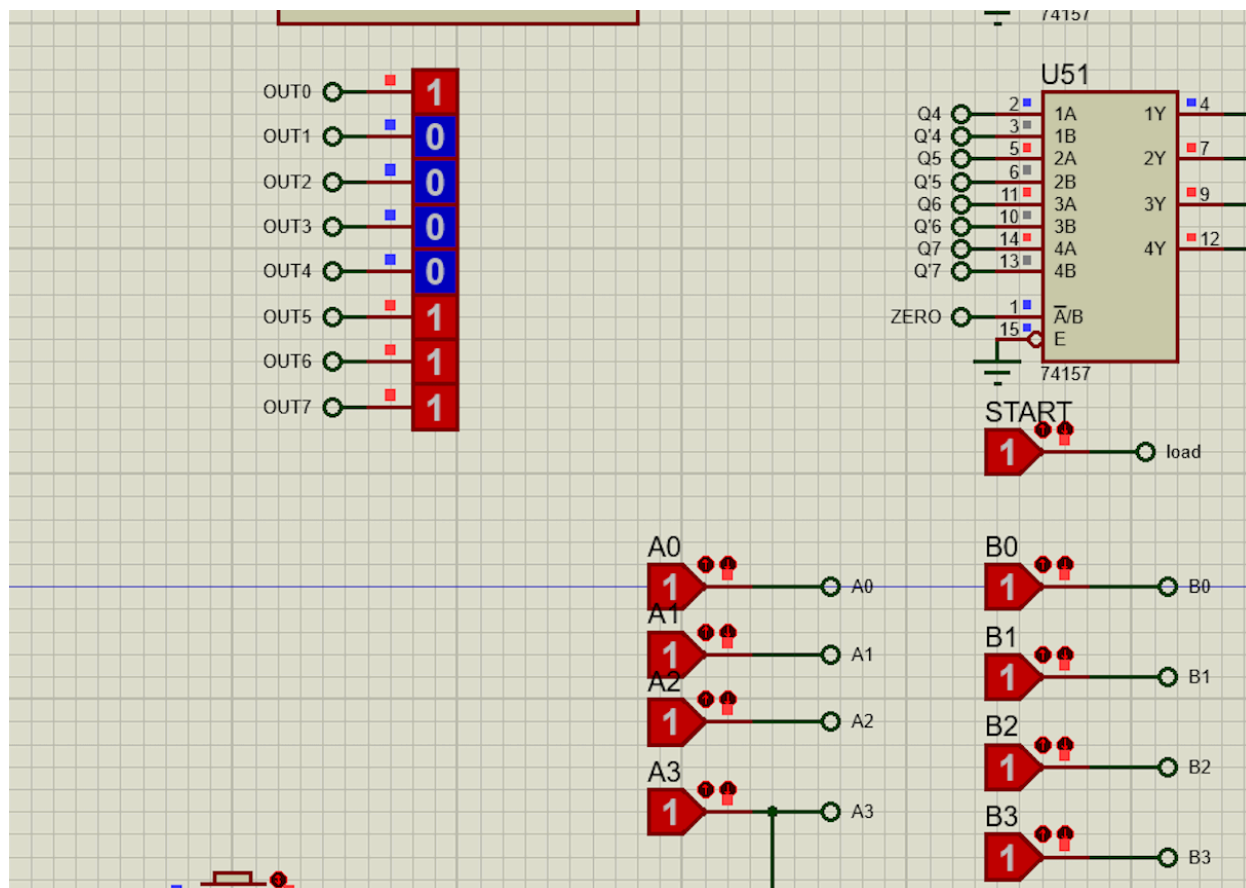 74157
OUT0 1
OUT1 0
OUT2 0
OUT3 0
OUT4 0
OUT5 1
OUT6 1
OUT7 1
U51
Q4 2 1A 1Y 4
Q'4 3 1B
Q5 5 2A 2Y 7
Q'5 6 2B
Q6 11 3A 3Y 9
Q'6 10 3B
Q7 14 4A 4Y 12
Q'7 13 4B
ZERO 1 A/B
15 E
74157
START
1 load
A0
1 A0
A1
1 A1
A2
1 A2
A3
1 A3
B0
1 B0
B1
1 B1
B2
1 B2
B3
1 B3